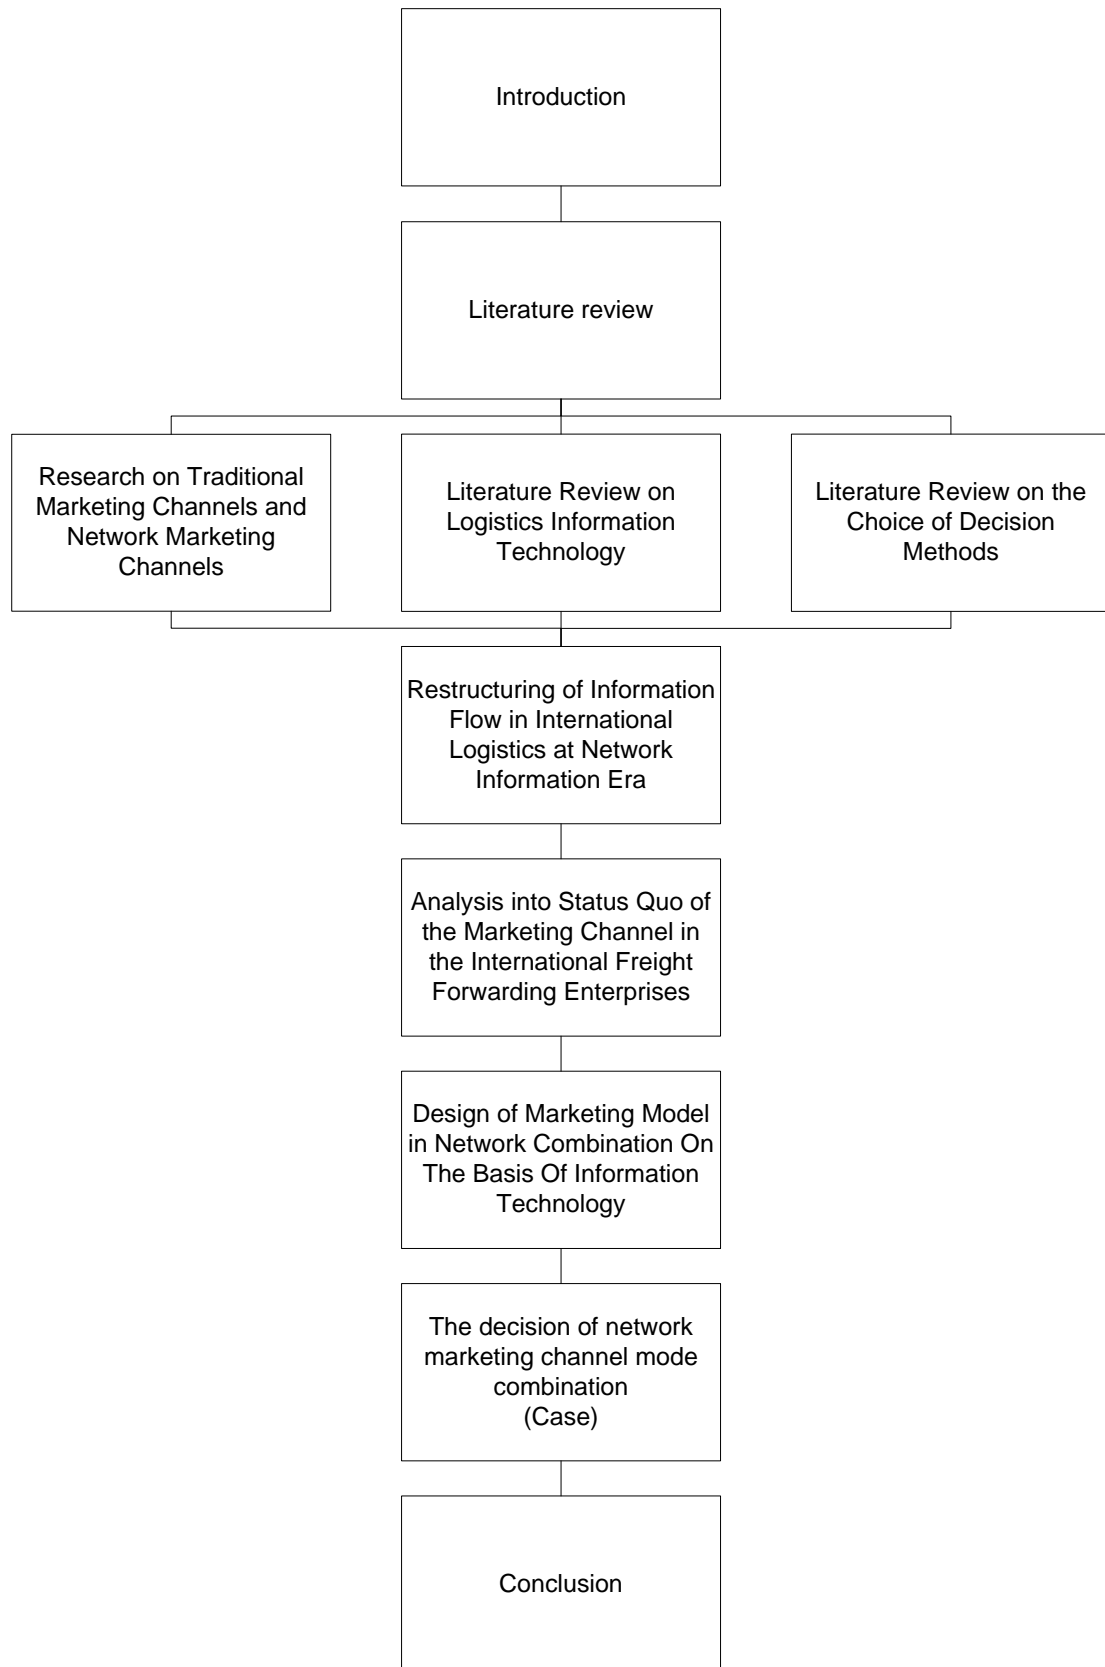 Introduction
Literature review
Research on Traditional
Marketing Channels and
Network Marketing
Channels
Literature Review on
Logistics Information
Technology
Literature Review on the
Choice of Decision
Methods
Restructuring of Information
Flow in International
Logistics at Network
Information Era
Analysis into Status Quo of
the Marketing Channel in
the International Freight
Forwarding Enterprises
Design of Marketing Model
in Network Combination On
The Basis Of Information
Technology
The decision of network
marketing channel mode
combination
(Case)
Conclusion